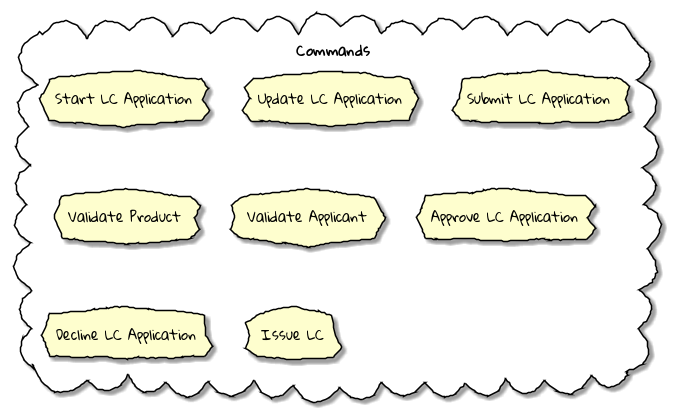 Commands
Start LC Application
Update LC Application
Submit LC Application
Validate Product
Validate Applicant
Approve LC Application
Decline LC Application
Issue LC